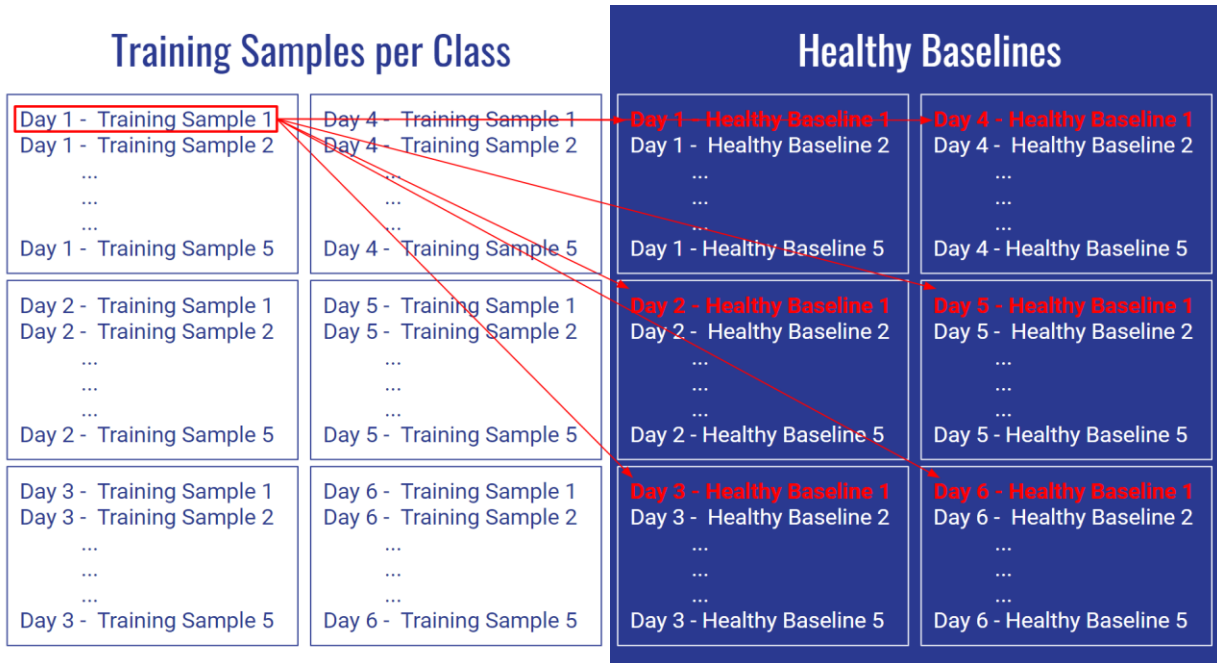 Training Samples per Class
Day 1 - Training Sample 1
Day 1 - Training Sample 2
...
...
...
Day 1 - Training Sample 5
Day 4 - Training Sample 1
Day 4 - Training Sample 2
...
...
...
Day 4 - Training Sample 5
Day 2 - Training Sample 1
Day 2 - Training Sample 2
...
...
...
Day 2 - Training Sample 5
Day 5 - Training Sample 1
Day 5 - Training Sample 2
...
...
...
Day 5 - Training Sample 5
Day 3 - Training Sample 1
Day 3 - Training Sample 2
...
...
...
Day 3 - Training Sample 5
Day 6 - Training Sample 1
Day 6 - Training Sample 2
...
...
...
Day 6 - Training Sample 5
Healthy Baselines
Day 1 - Healthy Baseline 1
Day 1 - Healthy Baseline 2
...
...
...
Day 1 - Healthy Baseline 5
Day 4 - Healthy Baseline 1
Day 4 - Healthy Baseline 2
...
...
...
Day 4 - Healthy Baseline 5
Day 2 - Healthy Baseline 1
Day 2 - Healthy Baseline 2
...
...
...
Day 2 - Healthy Baseline 5
Day 5 - Healthy Baseline 1
Day 5 - Healthy Baseline 2
...
...
...
Day 5 - Healthy Baseline 5
Day 3 - Healthy Baseline 1
Day 3 - Healthy Baseline 2
...
...
...
Day 3 - Healthy Baseline 5
Day 6 - Healthy Baseline 1
Day 6 - Healthy Baseline 2
...
...
...
Day 6 - Healthy Baseline 5